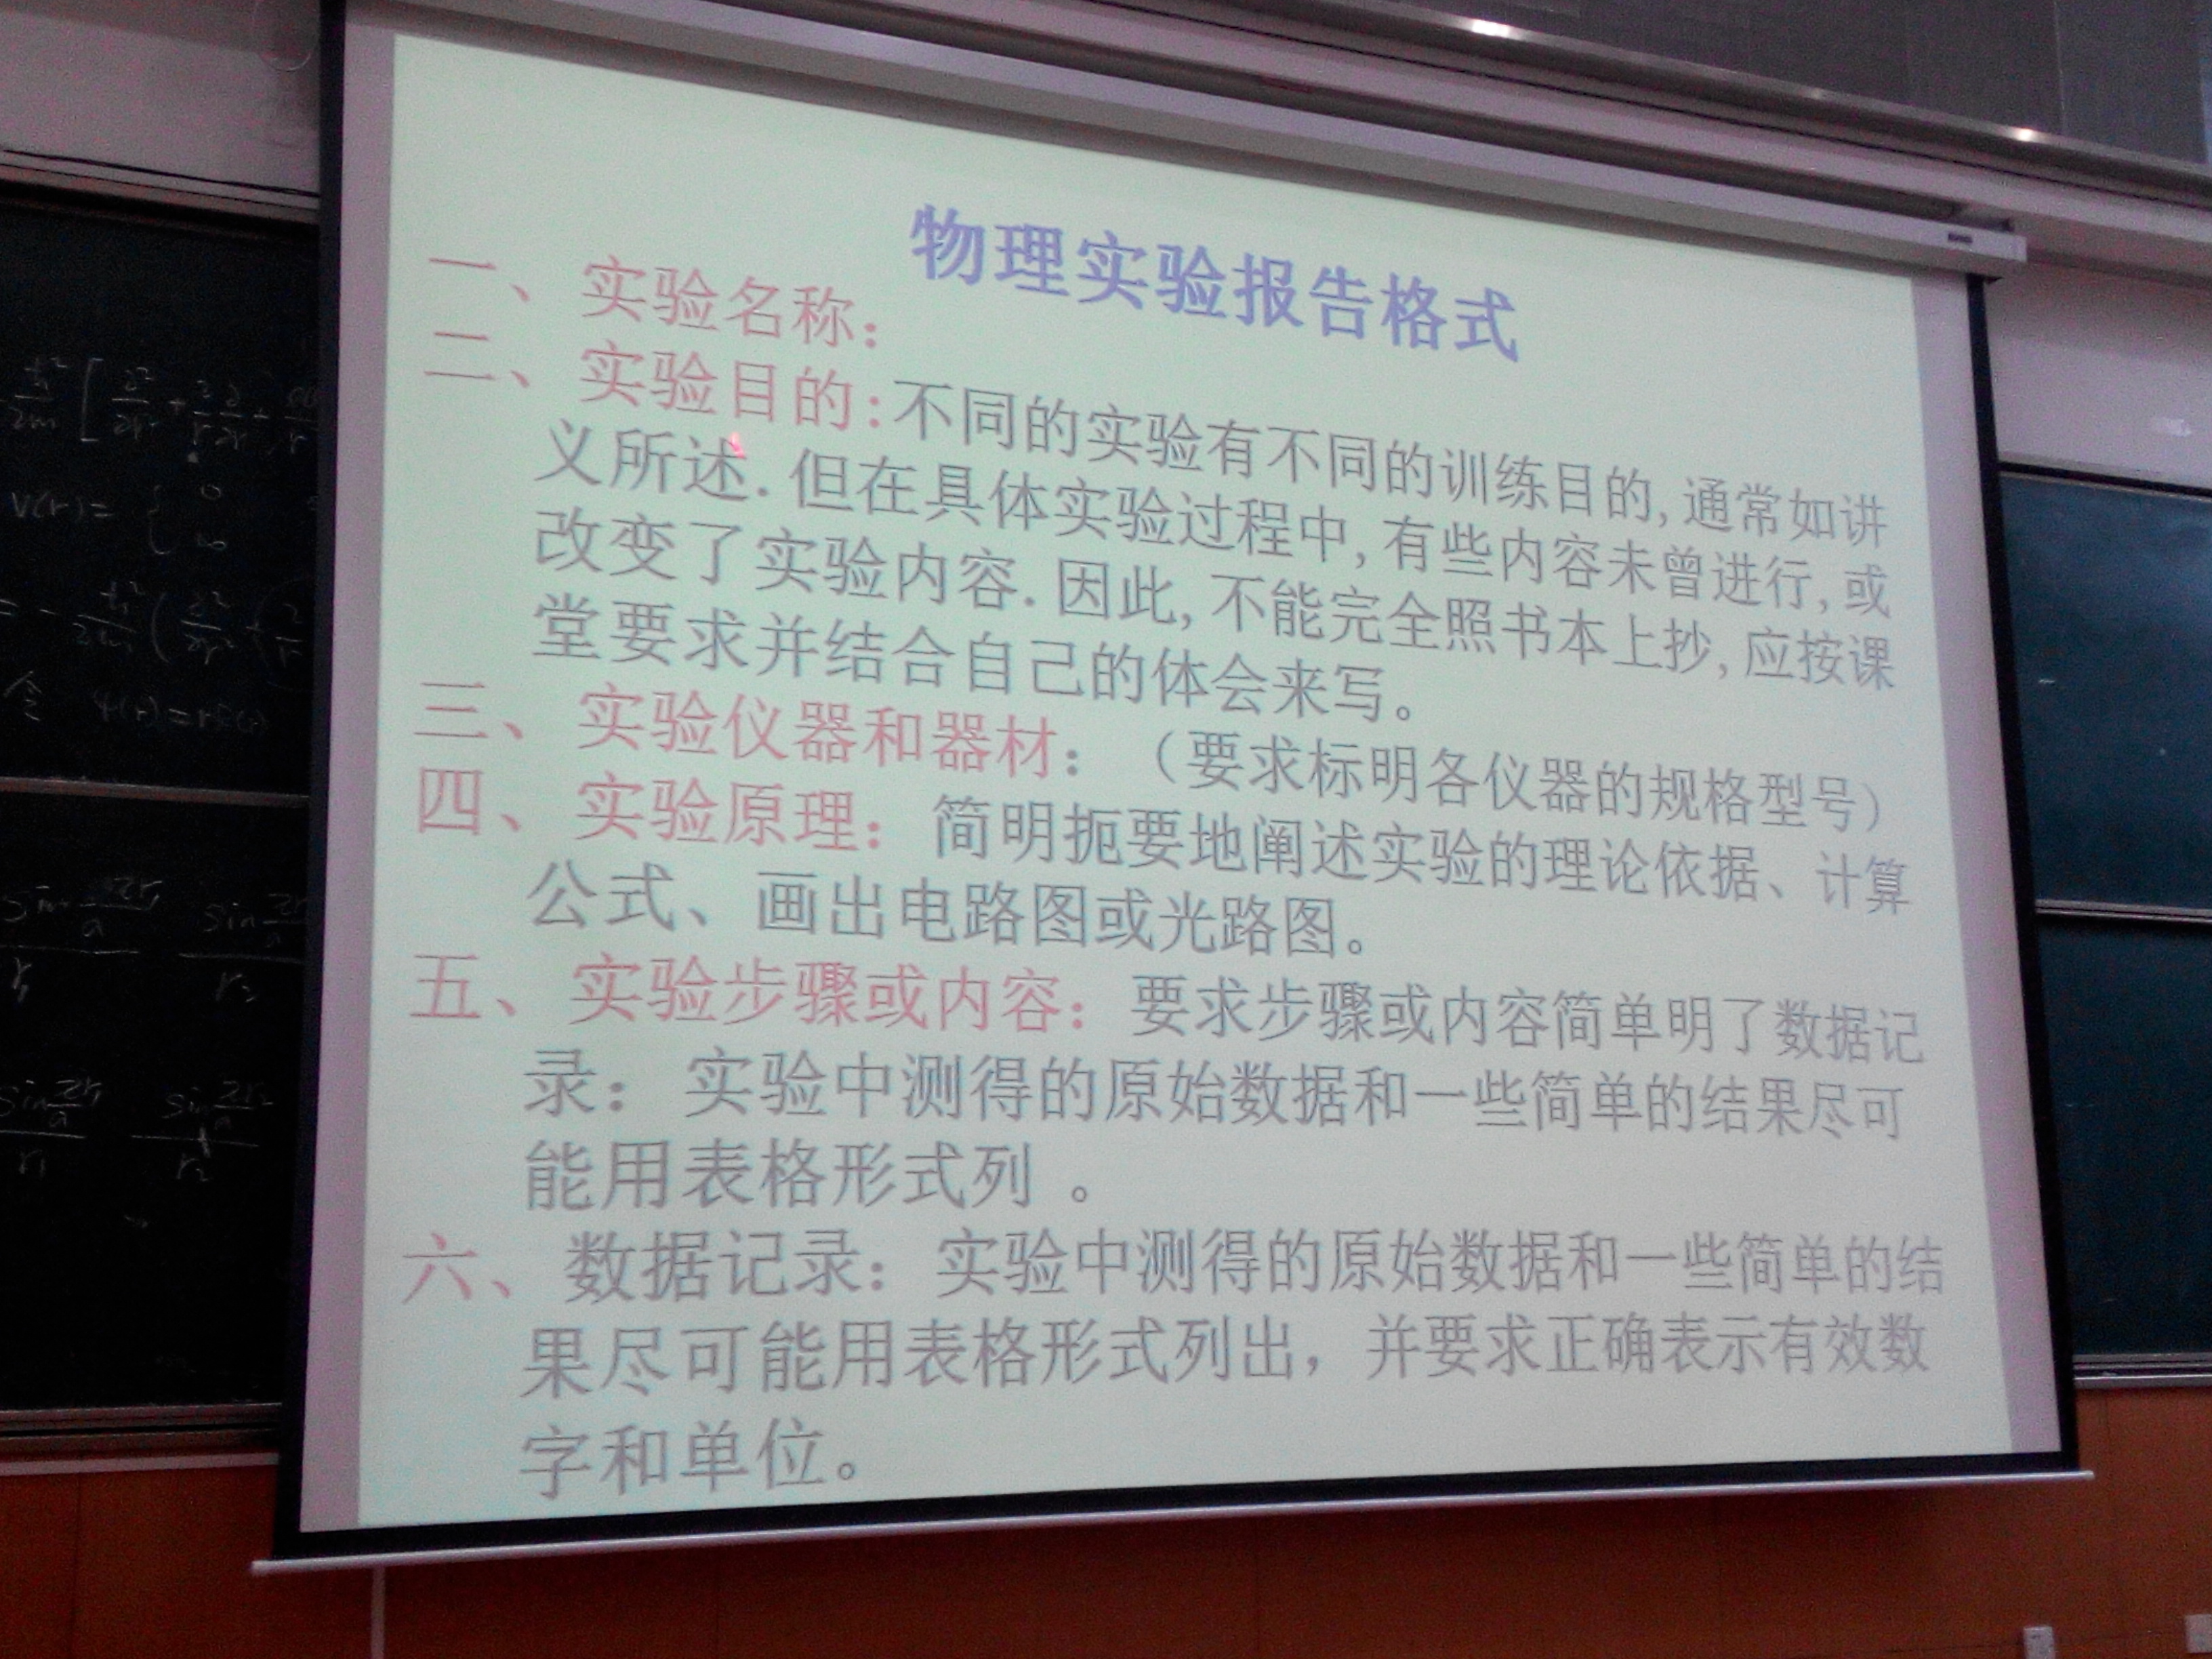 物理实验报告格式
一、实验名称：
二、实验目的:不同的实验有不同的训练目的,通常如讲
义所述.但在具体实验过程中,有些内容未曾进行,或
改变了实验内容.因此,不能完全照书本上抄,应按课
堂要求并结合自己的体会来写。
三、实验仪器和器材：（要求标明各仪器的规格型号）
四、实验原理：简明扼要地阐述实验的理论依据、计算
公式、画出电路图或光路图。
五、实验步骤或内容：要求步骤或内容简单明了数据记
录：实验中测得的原始数据和一些简单的结果尽可
能用表格形式列 。
六、数据记录：实验中测得的原始数据和一些简单的结
果尽可能用表格形式列出，并要求正确表示有效数
字和单位。
V(r)=
0
∞
令 φ(r)=rR(r)